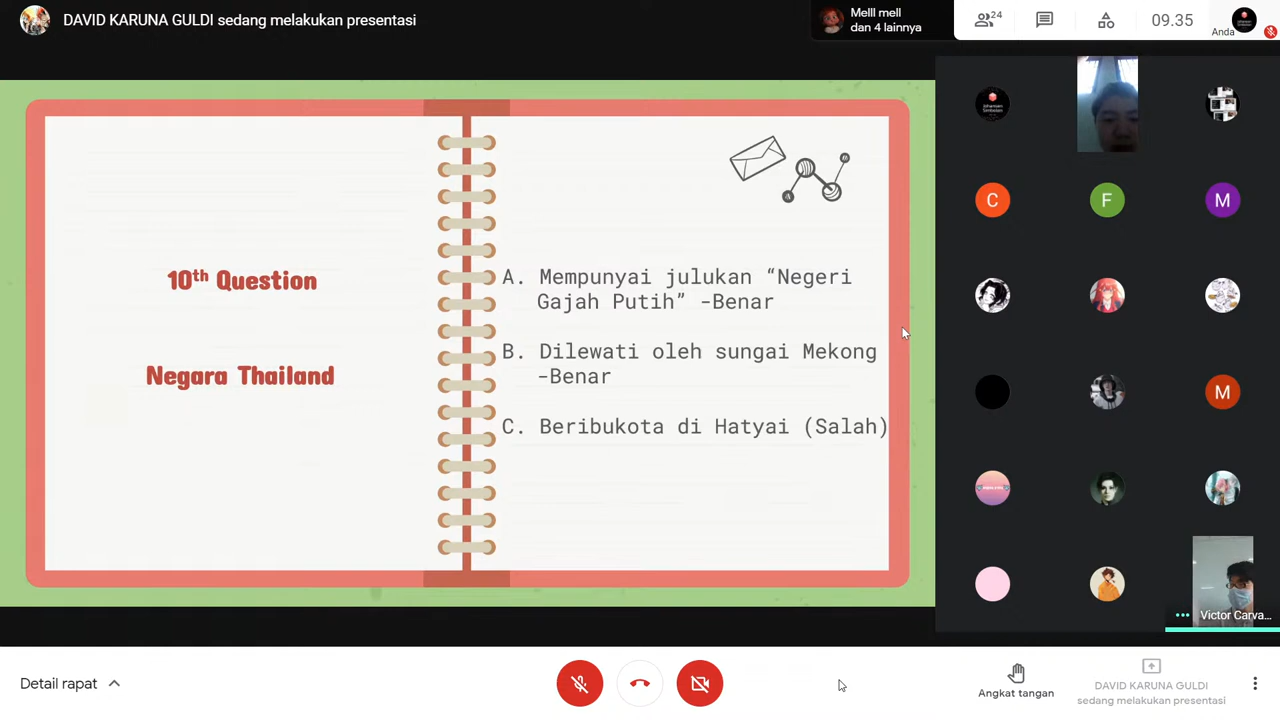 DAVID KARUNA GULDI sedang melakukan presentasi
Melll mell
dan 4 lainnya
24
09.35
Anda
10th Question
Negara Thailand
A. Mempunyai julukan “Negeri
Gajah Putih” -Benar
B. Dilewati oleh sungai Mekong
-Benar
C. Beribukota di Hatyai (Salah)
C
F
M
M
Victor Carva...
Detail rapat
Angkat tangan
DAVID KARUNA GULDI
sedang melakukan presentasi